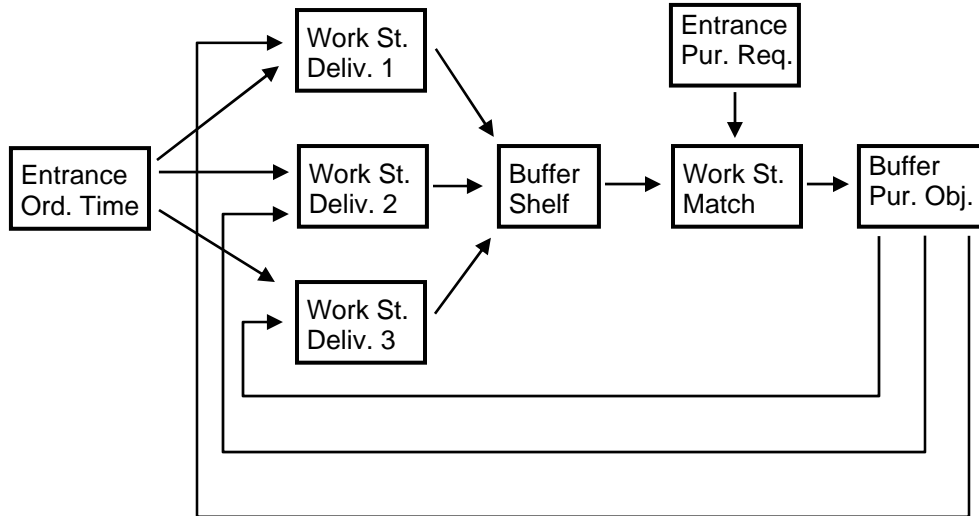 Work St.
Deliv. 1
Entrance
Pur. Req.
Entrance
Ord. Time
Work St.
Deliv. 2
Buffer
Shelf
Work St.
Match
Buffer
Pur. Obj.
Work St.
Deliv. 3